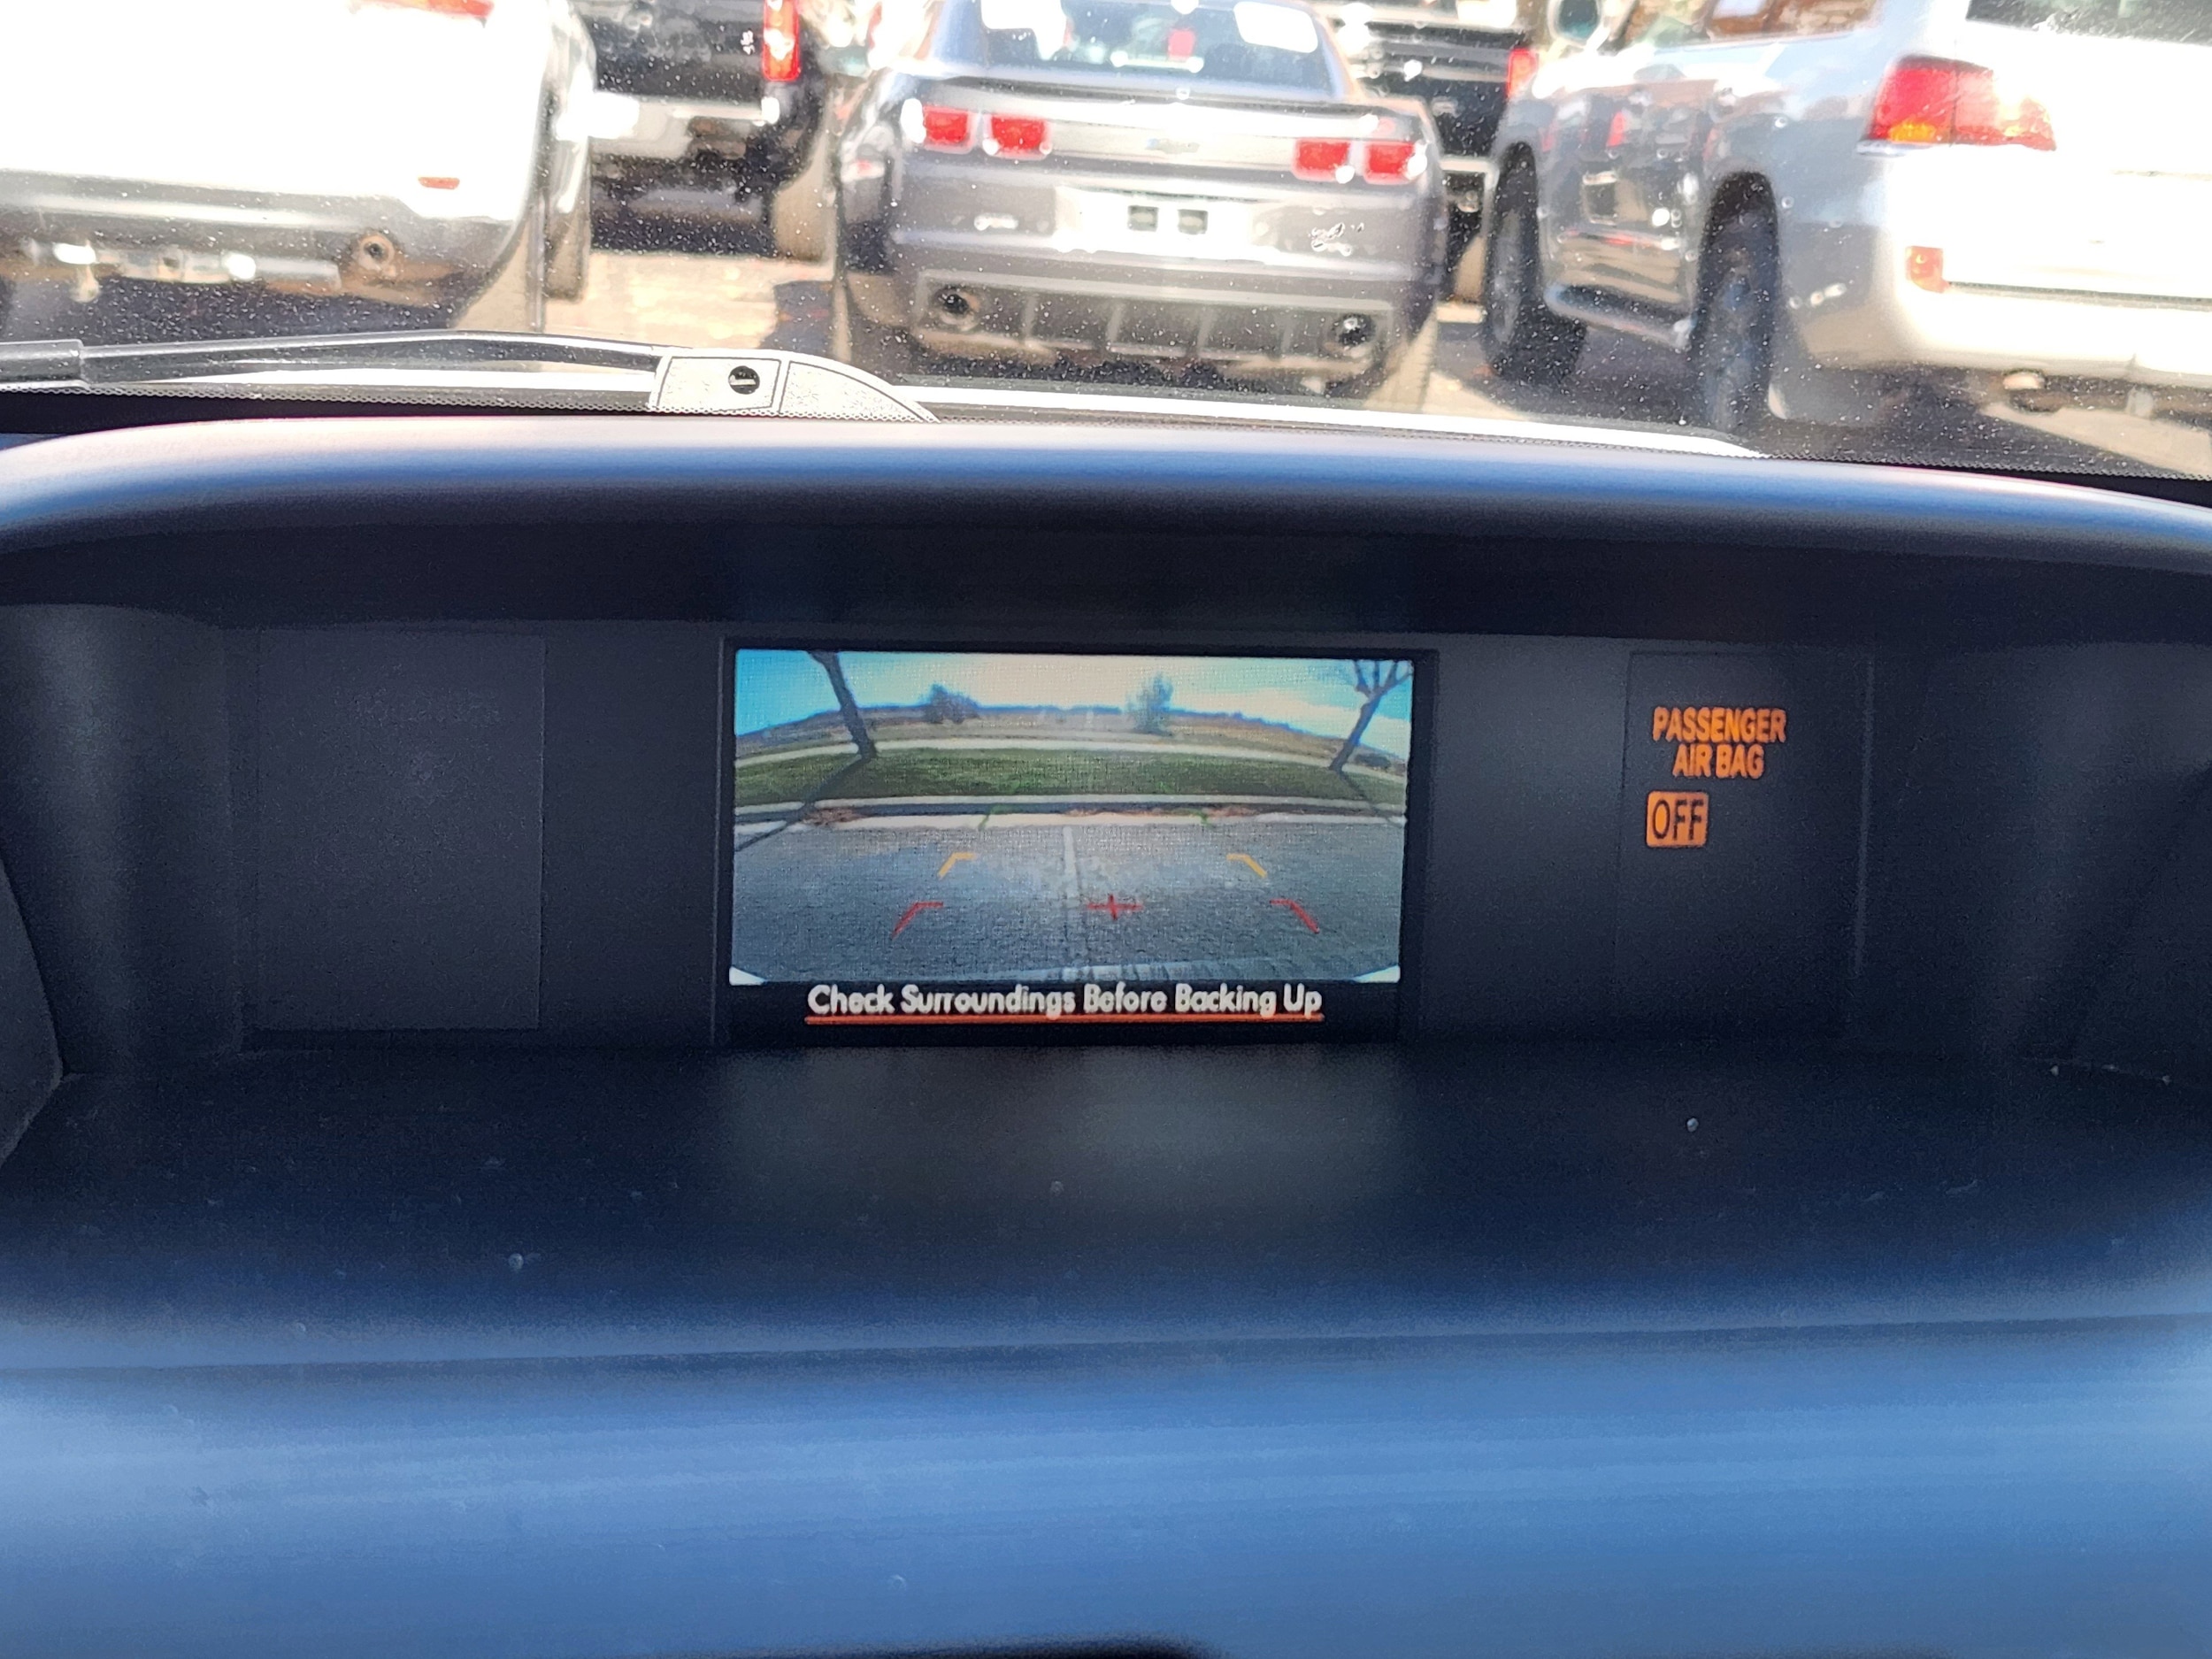 PASSENGER
AIR BAG
OFF
Check Surroundings Before Backing Up